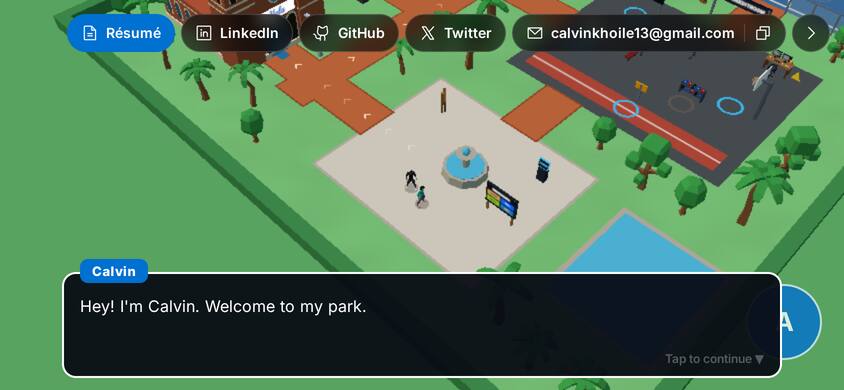 Résumé
LinkedIn
GitHub
Twitter
calvinkhoile13@gmail.com
Calvin
Hey! I'm Calvin. Welcome to my park.
A
Tap to continue ▼